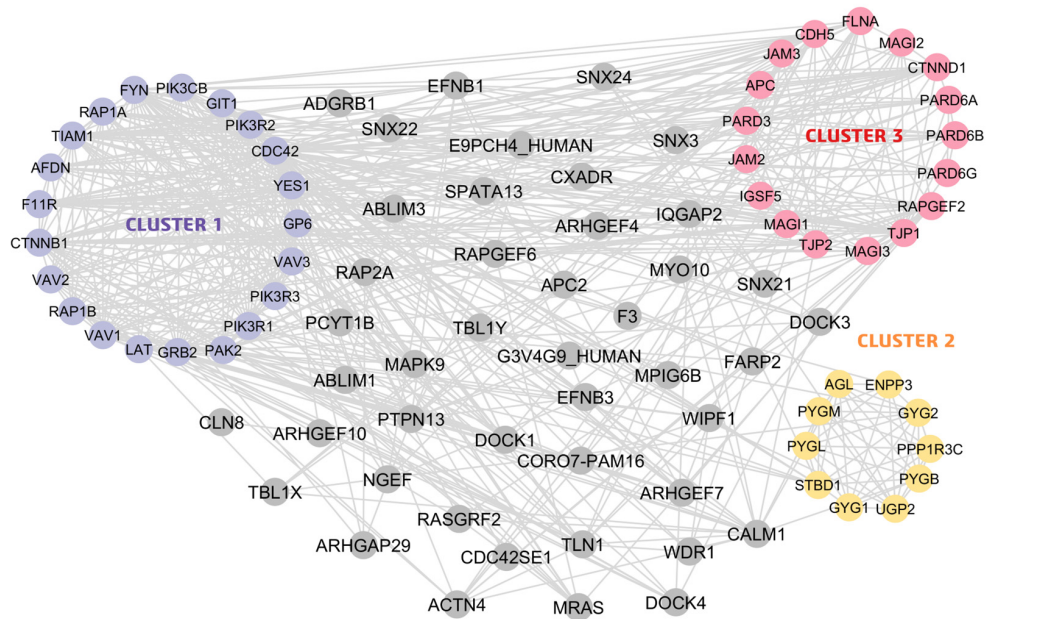 FLNA
CDH5
MAGI2
JAM3
CTNND1
SNX24
EFNB1
APC
FYN
PIK3CB
GIT1
ADGRB1
PARD6A
RAP1A
PIK3R2
SNX22
PARD3
TIAM1
CLUSTER 3
PARD6B
CDC42
E9PCH4_HUMAN
SNX3
JAM2
AFDN
CXADR
PARD6G
YES1
SPATA13
IGSF5
F11R
ABLIM3
IQGAP2
RAPGEF2
CLUSTER 1
GP6
ARHGEF4
MAGI1
TJP1
CTNNB1
TJP2
MAGI3
RAPGEF6
VAV3
RAP2A
MYO10
VAV2
APC2
SNX21
PIK3R3
RAP1B
F3
PCYT1B
TBL1Y
DOCK3
PIK3R1
VAV1
CLUSTER 2
LAT
GRB2
PAK2
G3V4G9_HUMAN
MAPK9
FARP2
MPIG6B
ABLIM1
AGL
ENPP3
EFNB3
PYGM
GYG2
CLN8
PTPN13
WIPF1
ARHGEF10
DOCK1
PYGL
PPP1R3C
CORO7-PAM16
NGEF
PYGB
STBD1
TBL1X
ARHGEF7
GYG1
UGP2
RASGRF2
CALM1
ARHGAP29
TLN1
CDC42SE1
WDR1
ACTN4
MRAS
DOCK4